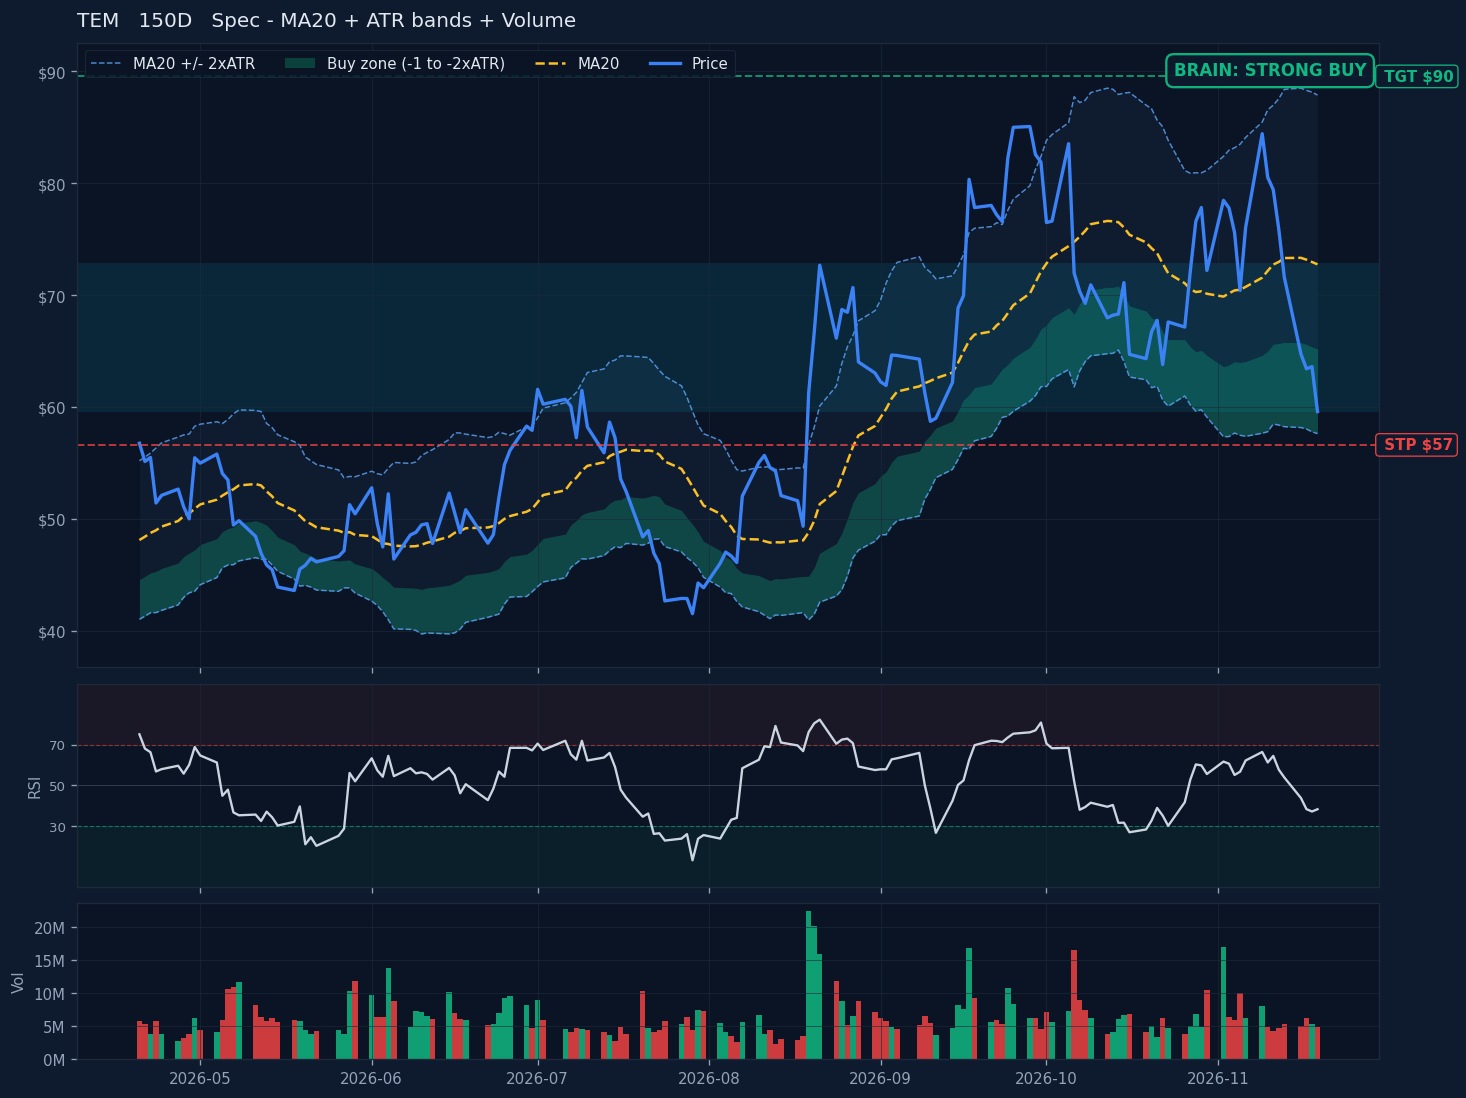 TEM   150D   Spec - MA20 + ATR bands + Volume
MA20 +/- 2xATR
Buy zone (-1 to -2xATR)
MA20
Price
BRAIN: STRONG BUY
TGT $90
$90
$80
$70
$60
STP $57
$50
$40
RSI
70
50
30
Vol
20M
15M
10M
5M
0M
2026-05
2026-06
2026-07
2026-08
2026-09
2026-10
2026-11